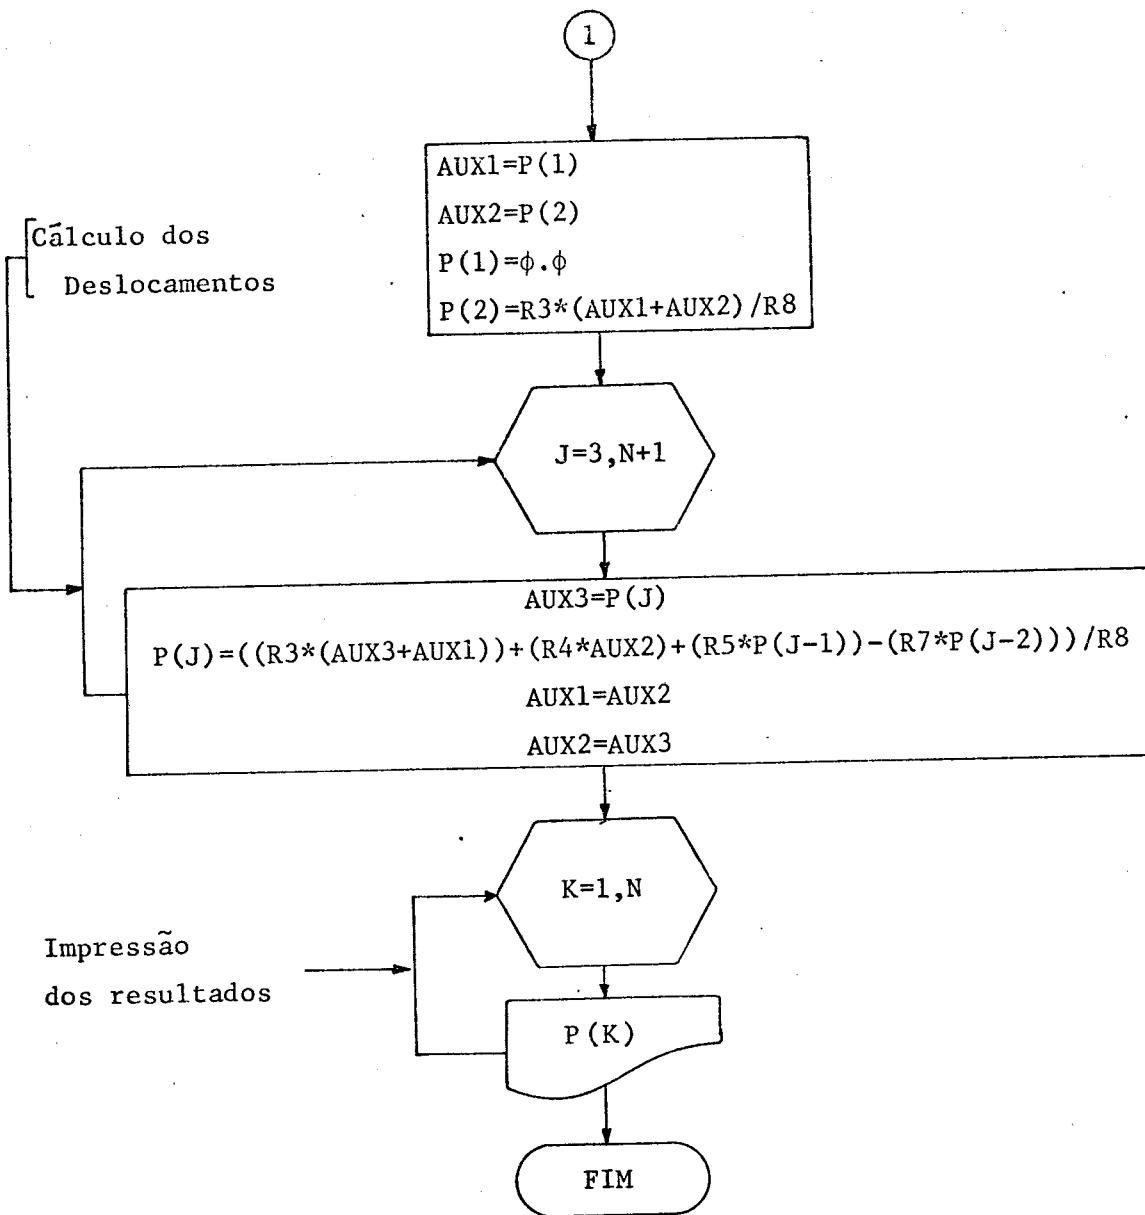 1
AUX1=P(1)
AUX2=P(2)
P(1)=ϕ.ϕ
P(2)=R3*(AUX1+AUX2)/R8
Cálculo dos
Deslocamentos
J=3,N+1
AUX3=P(J)
P(J)=((R3*(AUX3+AUX1))+(R4*AUX2)+(R5*P(J-1))-(R7*P(J-2)))/R8
AUX1=AUX2
AUX2=AUX3
K=1,N
Impressão
dos resultados
P(K)
FIM